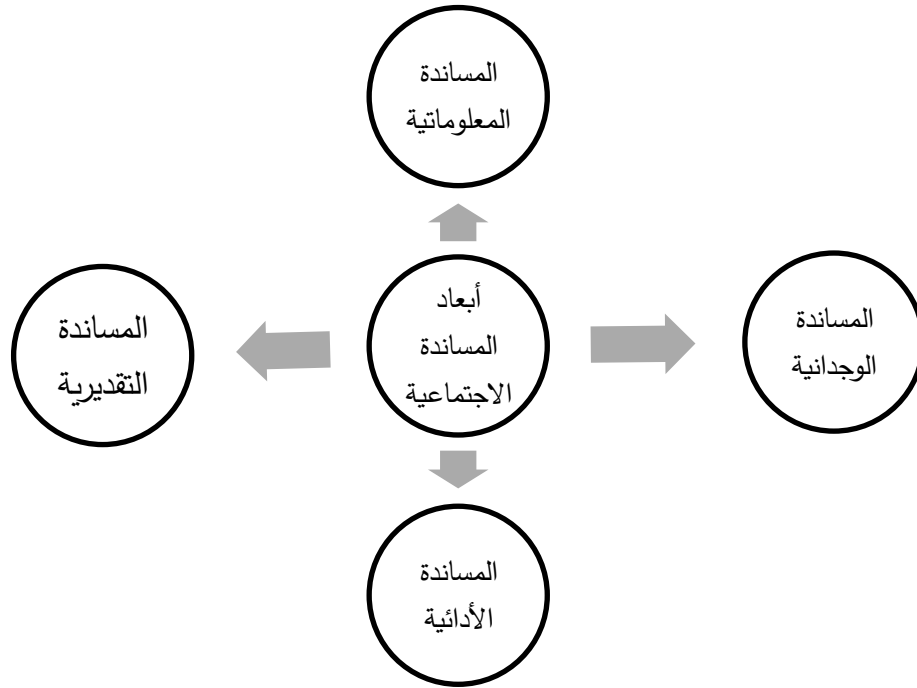 المساندة
المعلوماتية
أبعاد
المساندة
الاجتماعية
المساندة
الوجدانية
المساندة
التقديرية
المساندة
الأدائية